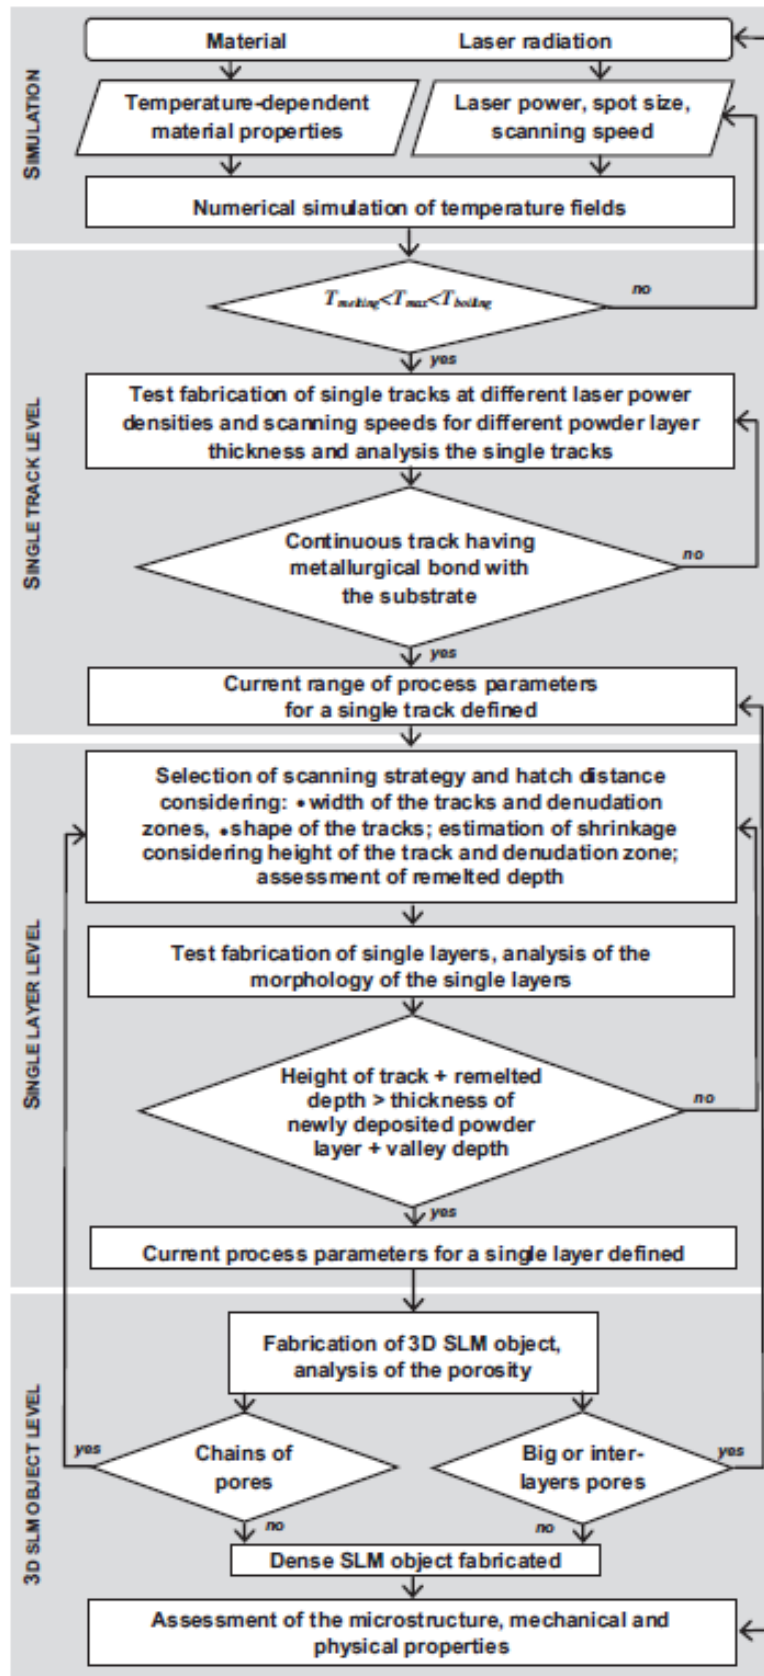 SIMULATION
Material
Laser radiation
Temperature-dependent
material properties
Laser power, spot size,
scanning speed
Numerical simulation of temperature fields
SINGLE TRACK LEVEL
Tmelting<Tmax<Tboiling
no
yes
Test fabrication of single tracks at different laser power
densities and scanning speeds for different powder layer
thickness and analysis the single tracks
Continuous track having
metallurgical bond with
the substrate
no
yes
Current range of process parameters
for a single track defined
SINGLE LAYER LEVEL
Selection of scanning strategy and hatch distance
considering: •width of the tracks and denudation
zones, •shape of the tracks; estimation of shrinkage
considering height of the track and denudation zone;
assessment of remelted depth
Test fabrication of single layers, analysis of the
morphology of the single layers
Height of track + remelted
depth > thickness of
newly deposited powder
layer + valley depth
no
yes
Current process parameters for a single layer defined
3D SLM OBJECT LEVEL
Fabrication of 3D SLM object,
analysis of the porosity
yes
Chains of
pores
no
Big or inter-
layers pores
yes
no
Dense SLM object fabricated
Assessment of the microstructure, mechanical and
physical properties